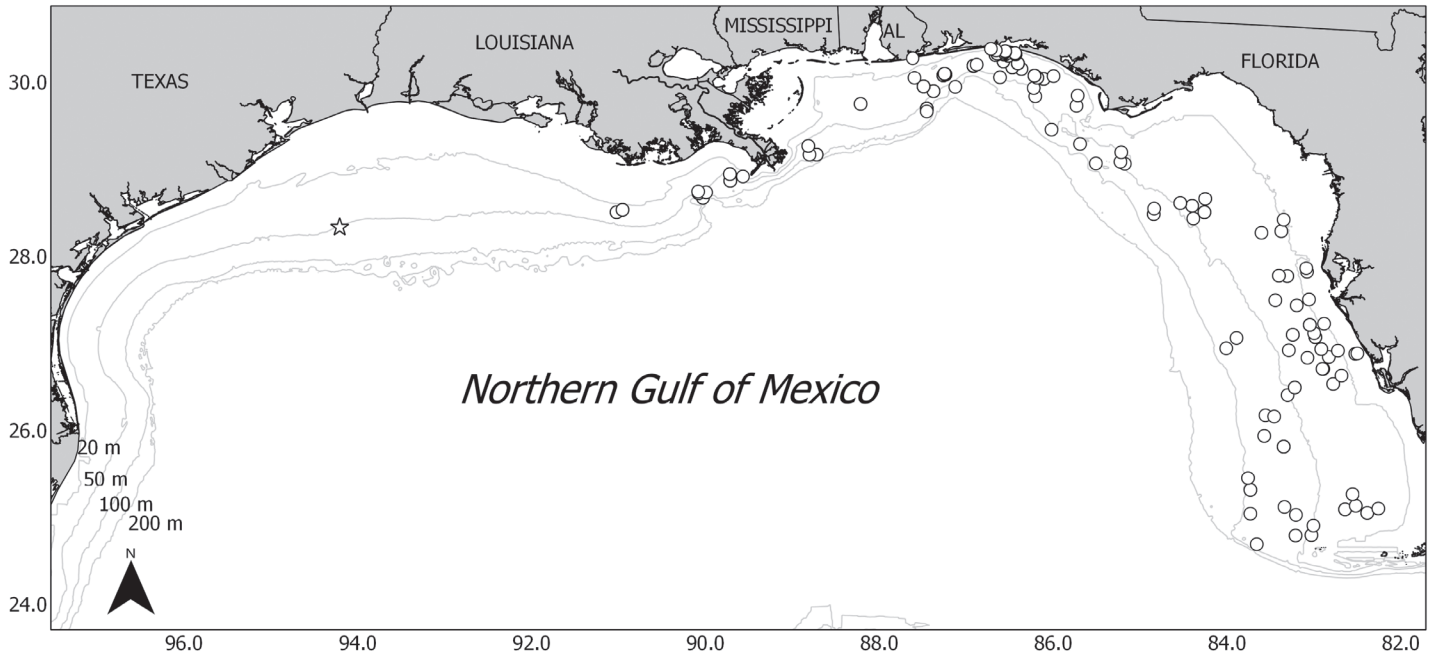 MISSISSIPPI
AL
LOUISIANA
FLORIDA
TEXAS
30.0
28.0
26.0
24.0
Northern Gulf of Mexico
20 m
50 m
100 m
200 m
N
96.0
94.0
92.0
90.0
88.0
86.0
84.0
82.0